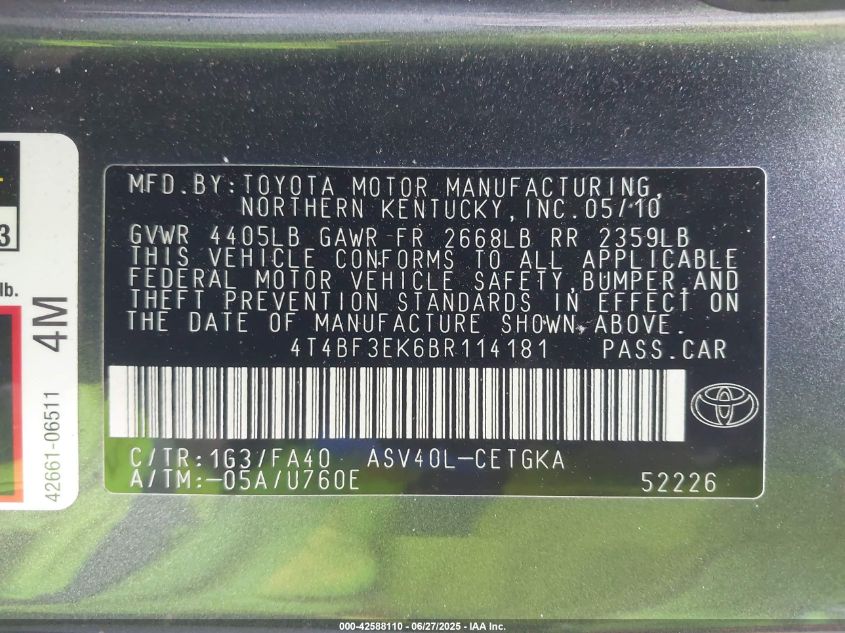 MFD.BY:TOYOTA MOTOR MANUFACTURING,
NORTHERN KENTUCKY,INC.05/10
GVWR 4405LB GAWR FR 2668LB RR 2359LB
THIS VEHICLE CONFORMS TO ALL APPLICABLE
FEDERAL MOTOR VEHICLE SAFETY,BUMPER,AND
THEFT PREVENTION STANDARDS IN EFFECT ON
THE DATE OF MANUFACTURE SHOWN ABOVE.
4T4BF3EK6BR114181 PASS.CAR
C/TR:1G3/FA40 ASV40L-CETGKA
A/TM:-05A/U760E 52226
3
lb.
4M
42661-06511
000-42588110 - 06/27/2025 - IAA Inc.